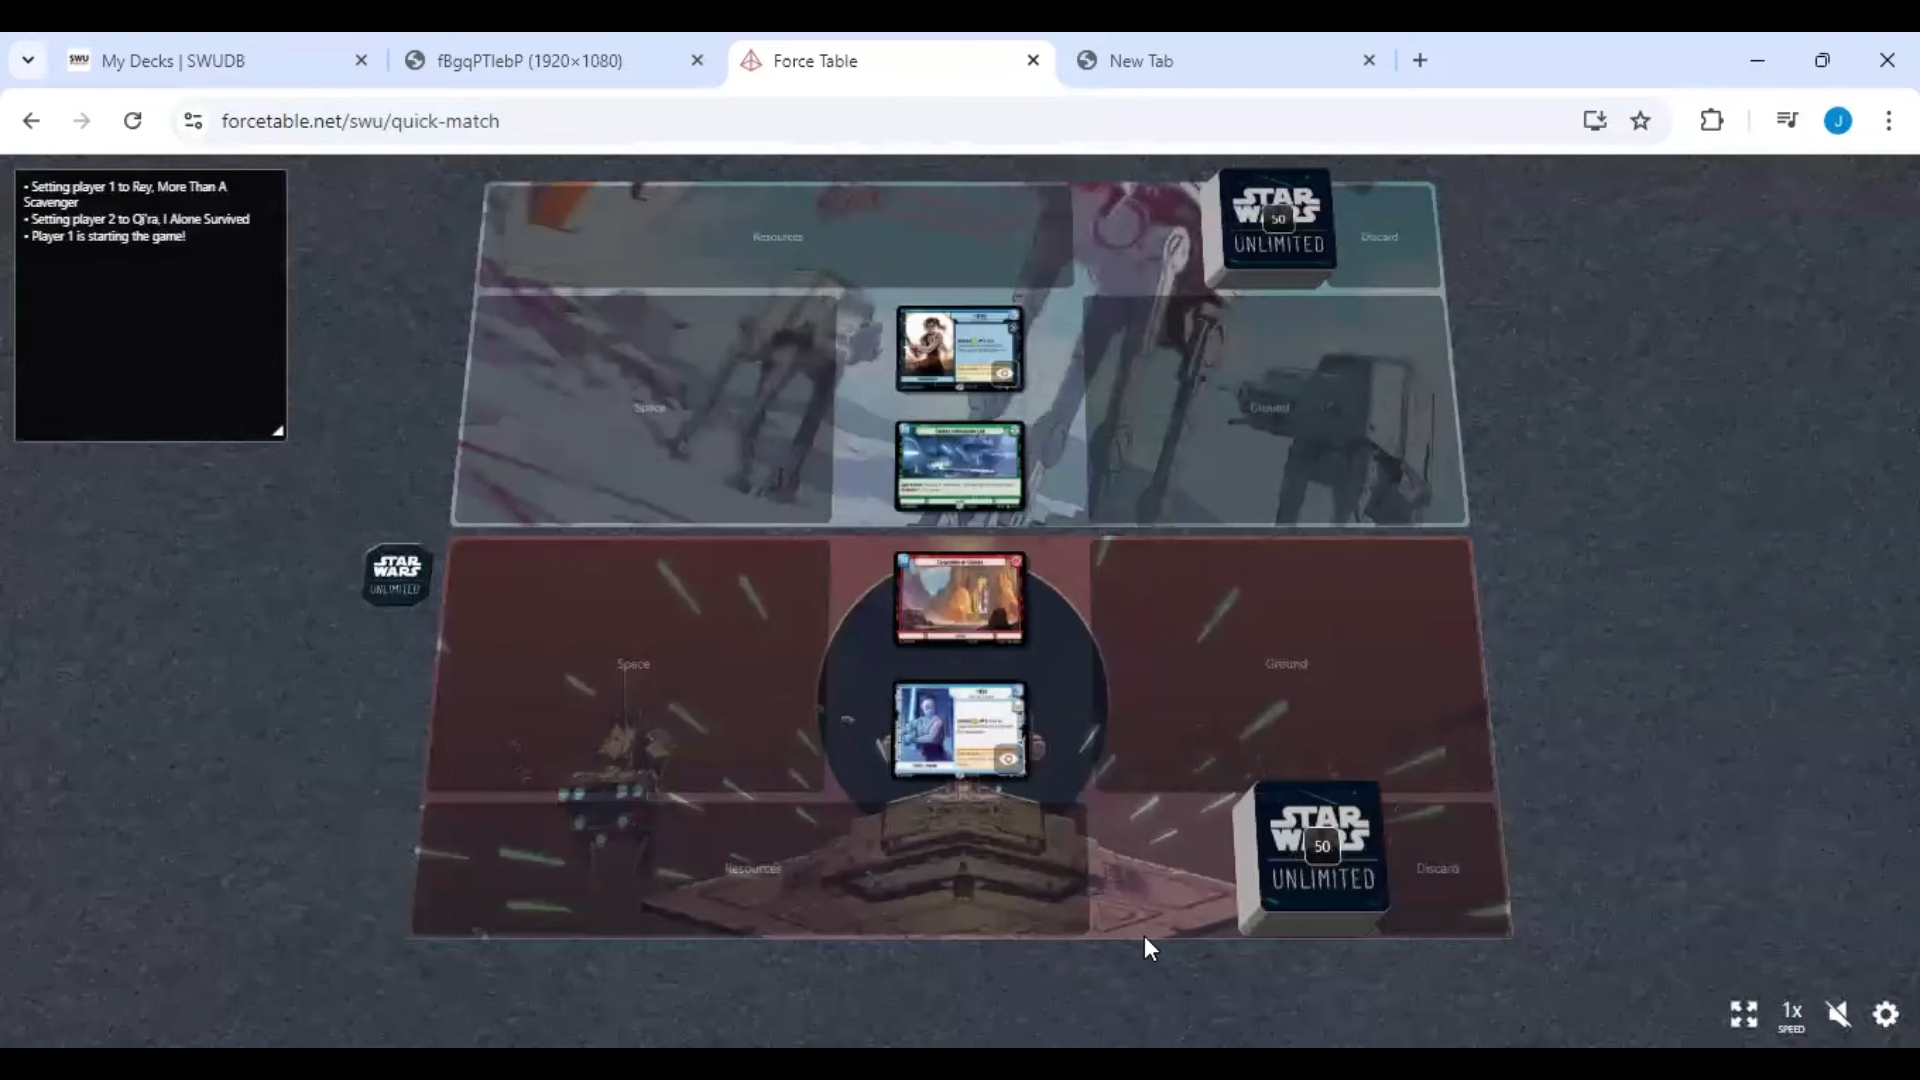 My Decks | SWUDB
fBgqPTlebP (1920×1080)
Force Table
New Tab
forcetable.net/swu/quick-match
J
• Setting player 1 to Rey, More Than A
Scavenger
• Setting player 2 to Qi'ra, I Alone Survived
• Player 1 is starting the game!
Resources
STAR
WARS
50
UNLIMITED
Discard
Space
Ground
STAR
WARS
UNLIMITED
Space
Ground
Resources
STAR
WARS
50
UNLIMITED
Discard
1x
SPEED